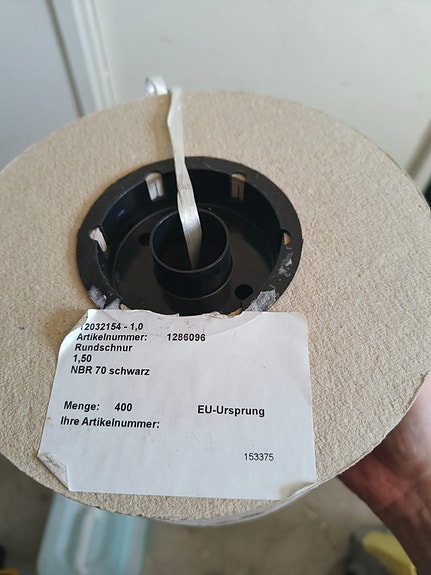 12032154 - 1,0
Artikelnummer: 1286096
Rundschnur
1,50
NBR 70 schwarz
Menge: 400 EU-Ursprung
Ihre Artikelnummer:
153375